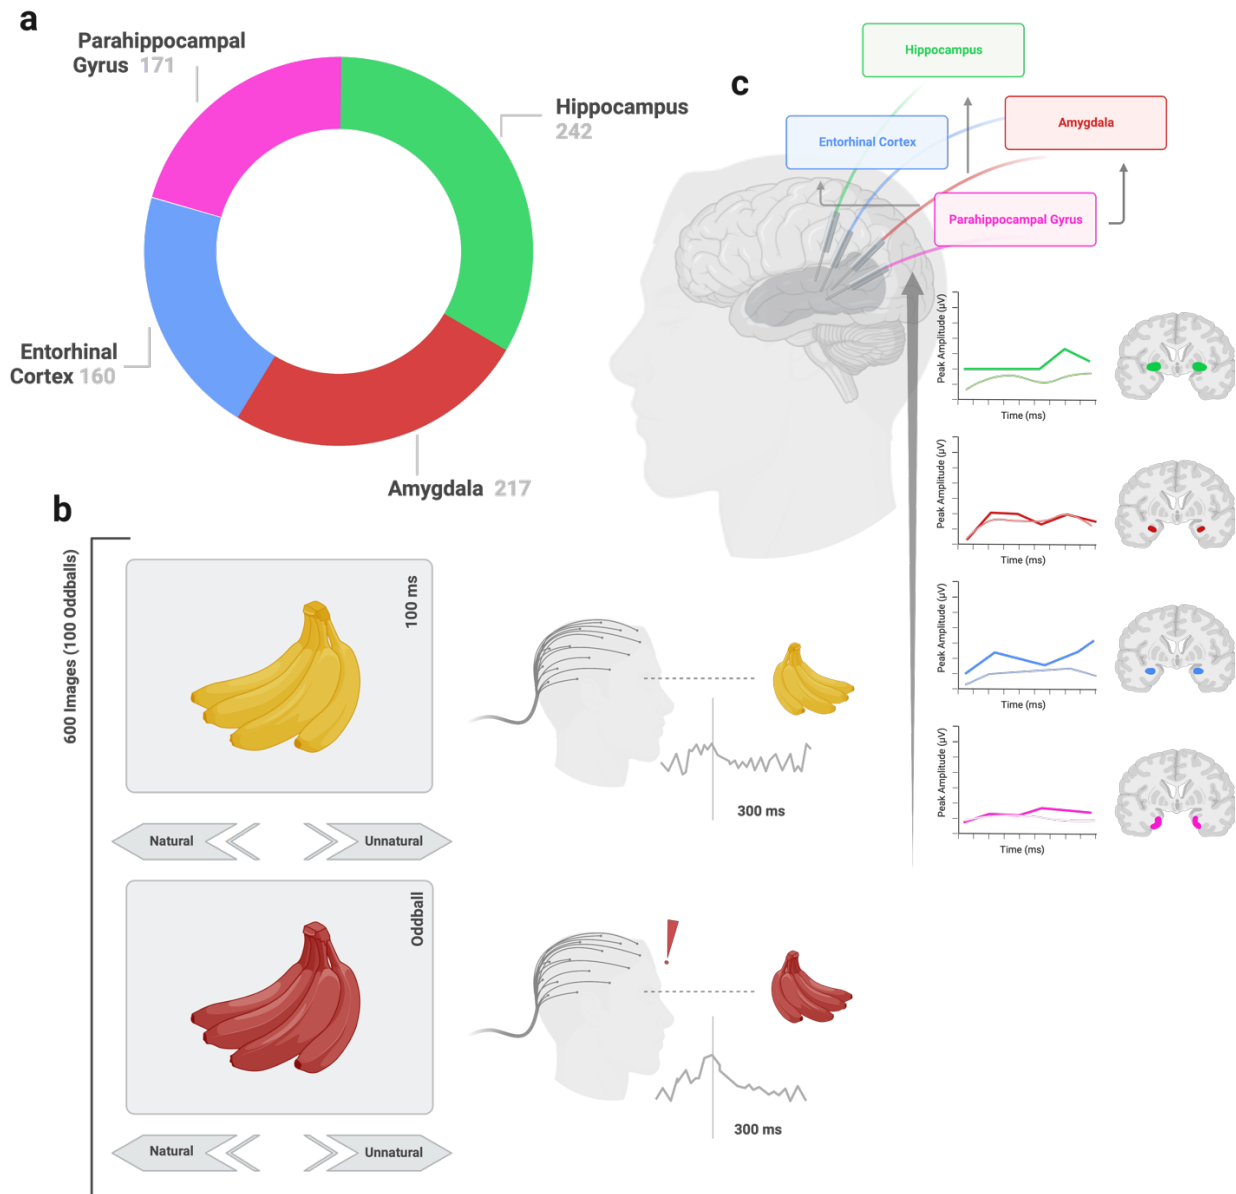 a
Parahippocampal
Gyrus 171
Hippocampus
242
Entorhinal
Cortex 160
Amygdala 217
b
600 Images (100 Oddballs)
100 ms
300 ms
Natural
Unnatural
Oddball
300 ms
Natural
Unnatural
c
Hippocampus
Amygdala
Entorhinal Cortex
Parahippocampal Gyrus
Peak Amplitude (μV)
Time (ms)
Peak Amplitude (μV)
Time (ms)
Peak Amplitude (μV)
Time (ms)
Peak Amplitude (μV)
Time (ms)